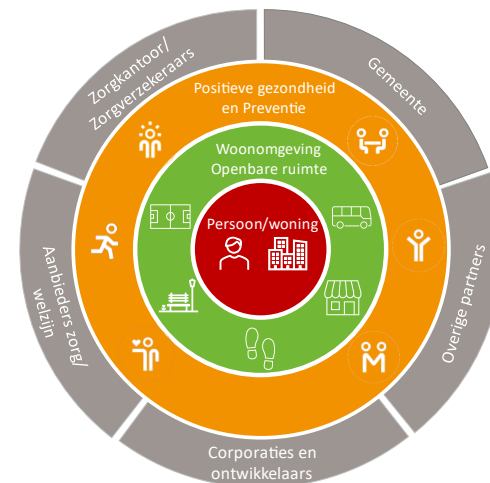 Zorgkantoor/
Zorgverzekeraars
Gemeente
Positieve gezondheid
en Preventie
Woonomgeving
Openbare ruimte
Persoon/woning
Aanbieders zorg/
welzijn
Overige partners
Corporaties en
ontwikkelaars